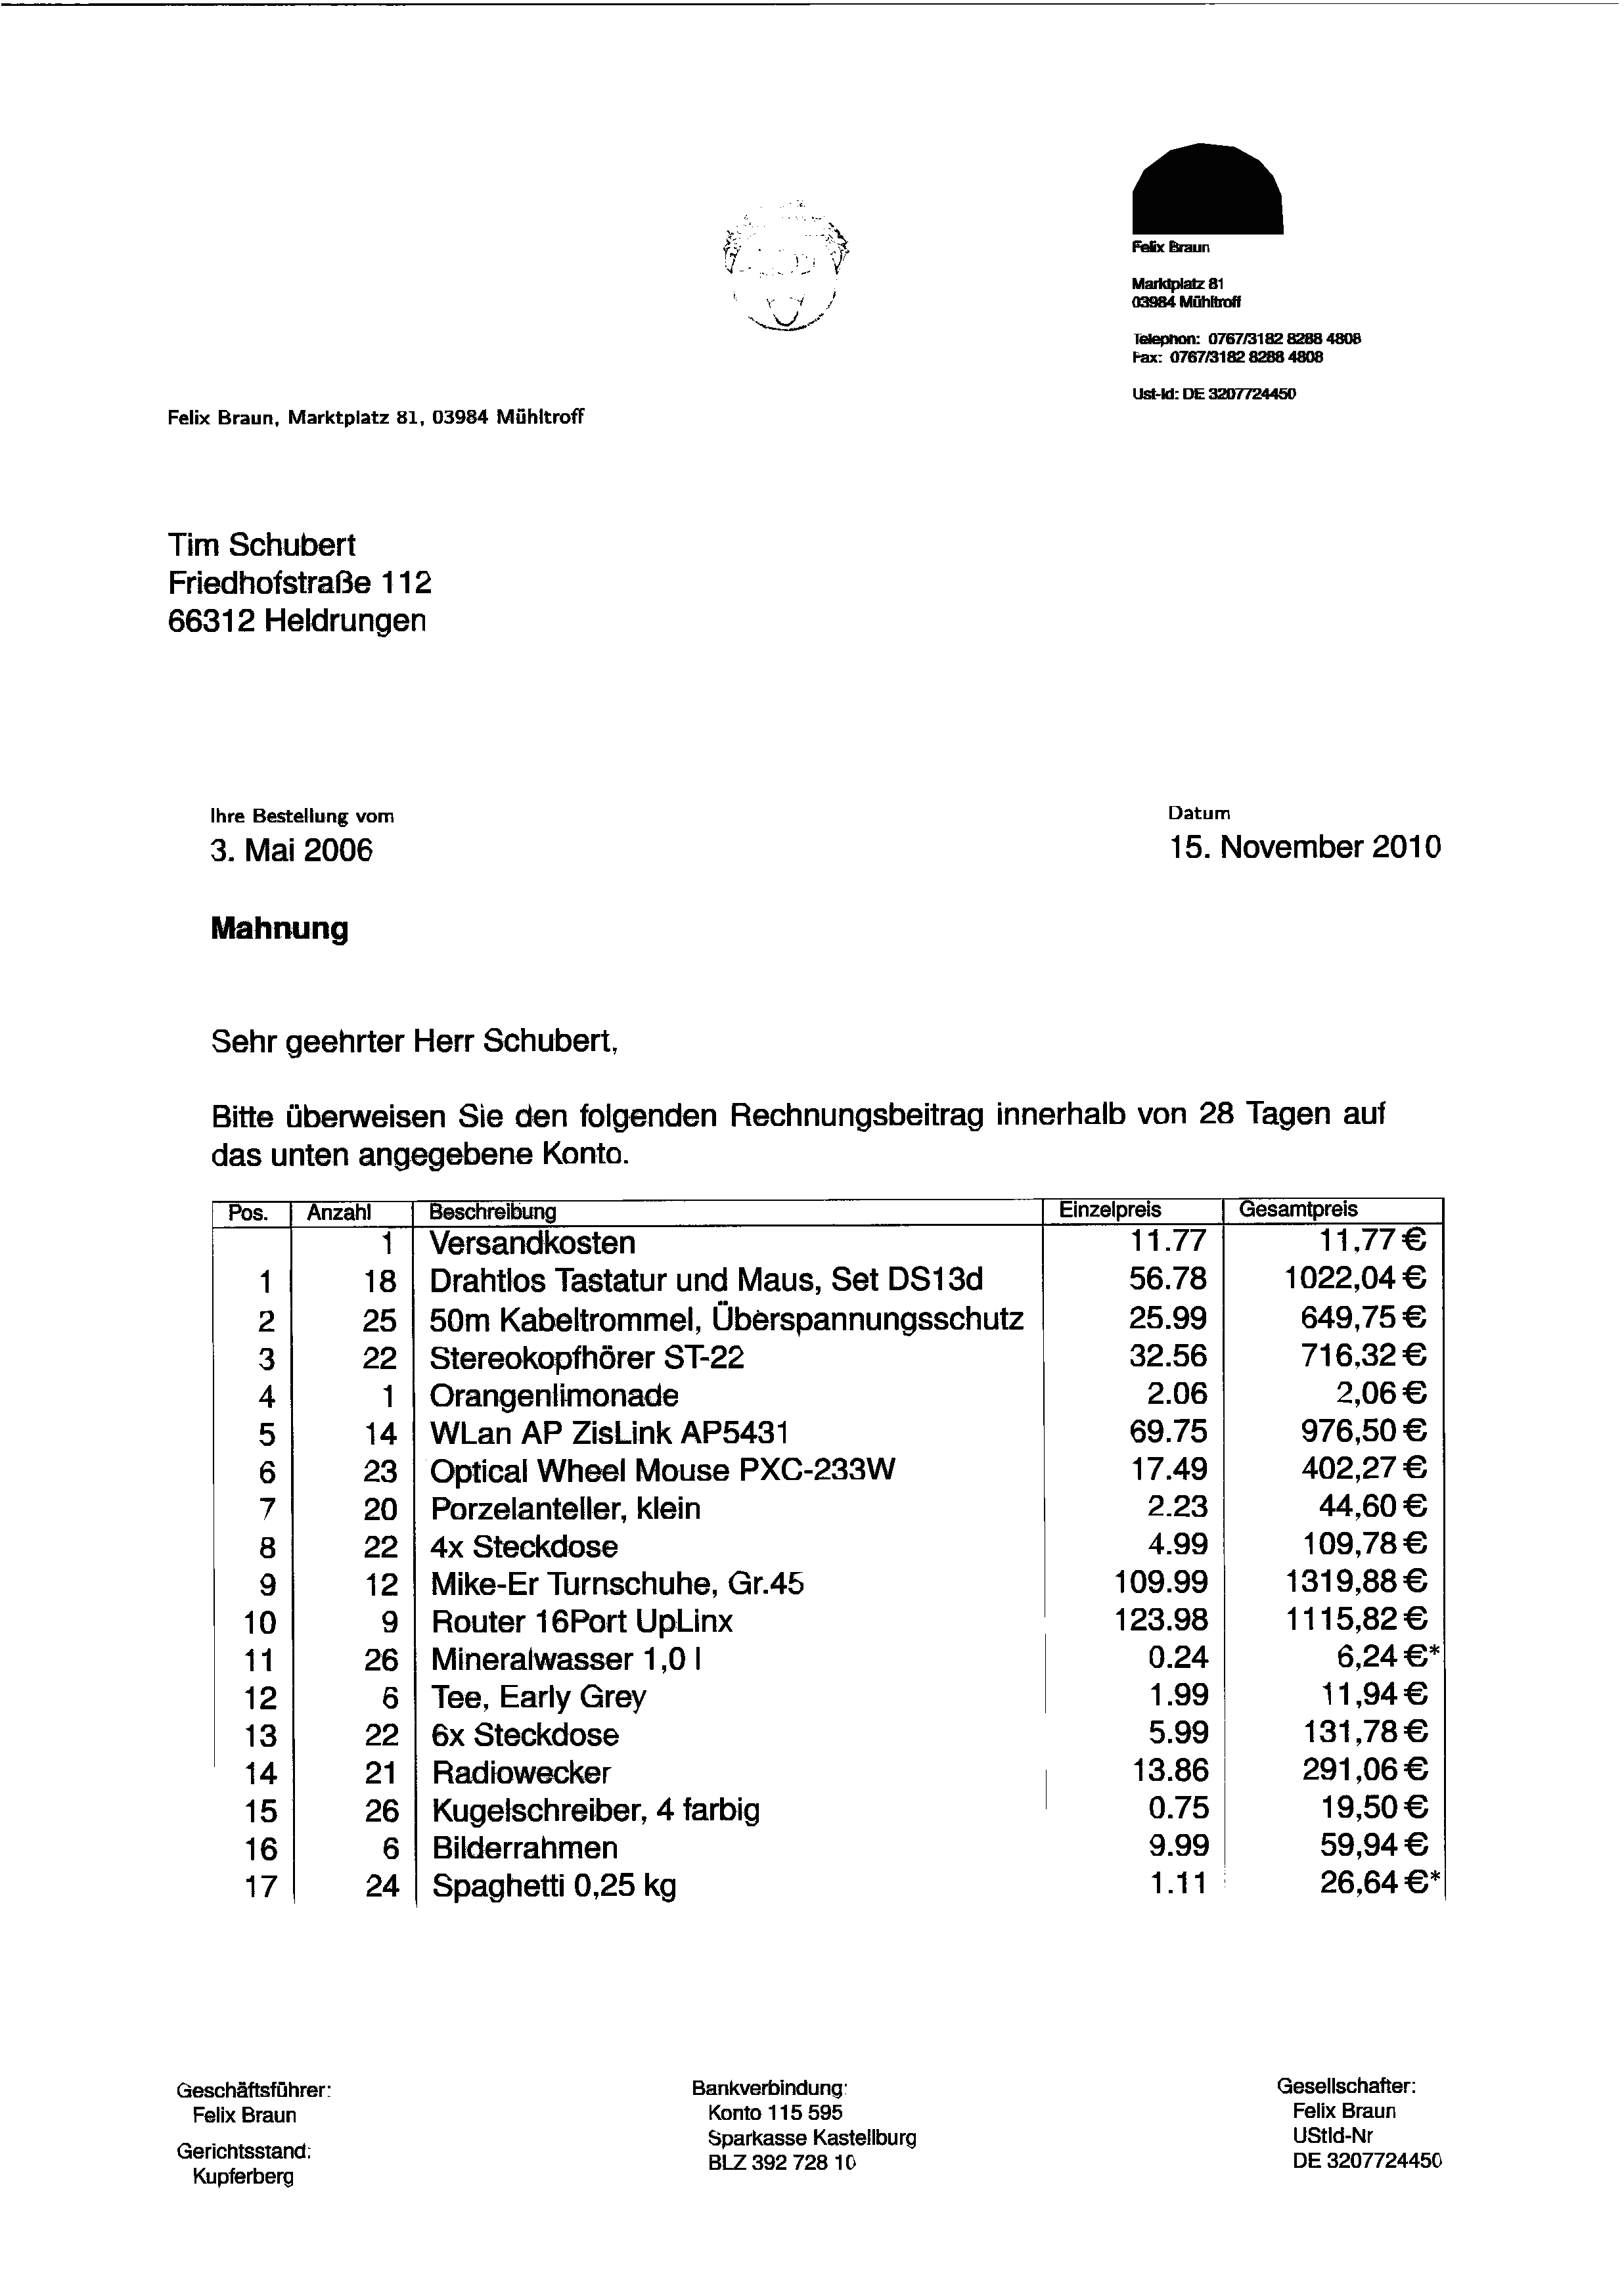 Felix Braun
Marktplatz 81
03984 Mühltroff
Telephon: 0767/3182 8288 4808
Fax: 0767/3182 8288 4808
Ust-Id: DE 3207724450
Felix Braun, Marktplatz 81, 03984 Mühltroff
Tim Schubert
Friedhofstraße 112
66312 Heldrungen
Ihre Bestellung vom Datum
3. Mai 2006 15. November 2010
Mahnung
Sehr geehrter Herr Schubert,
Bitte überweisen Sie den folgenden Rechnungsbeitrag innerhalb von 28 Tagen auf
das unten angegebene Konto.
Pos. Anzahl Beschreibung Einzelpreis Gesamtpreis
1 Versandkosten 11.77 11,77 €
1 18 Drahtlos Tastatur und Maus, Set DS13d 56.78 1022,04 €
2 25 50m Kabeltrommel, Überspannungsschutz 25.99 649,75 €
3 22 Stereokopfhörer ST-22 32.56 716,32 €
4 1 Orangenlimonade 2.06 2,06 €
5 14 WLan AP ZisLink AP5431 69.75 976,50 €
6 23 Optical Wheel Mouse PXC-233W 17.49 402,27 €
7 20 Porzelanteller, klein 2.23 44,60 €
8 22 4x Steckdose 4.99 109,78 €
9 12 Mike-Er Turnschuhe, Gr.45 109.99 1319,88 €
10 9 Router 16Port UpLinx 123.98 1115,82 €
11 26 Mineralwasser 1,0 l 0.24 6,24 €*
12 6 Tee, Early Grey 1.99 11,94 €
13 22 6x Steckdose 5.99 131,78 €
14 21 Radiowecker 13.86 291,06 €
15 26 Kugelschreiber, 4 farbig 0.75 19,50 €
16 6 Bilderrahmen 9.99 59,94 €
17 24 Spaghetti 0,25 kg 1.11 26,64 €*
Geschäftsführer:
Felix Braun
Gerichtsstand:
Kupferberg
Bankverbindung:
Konto 115 595
Sparkasse Kastellburg
BLZ 392 728 10
Gesellschafter:
Felix Braun
UStId-Nr
DE 3207724450